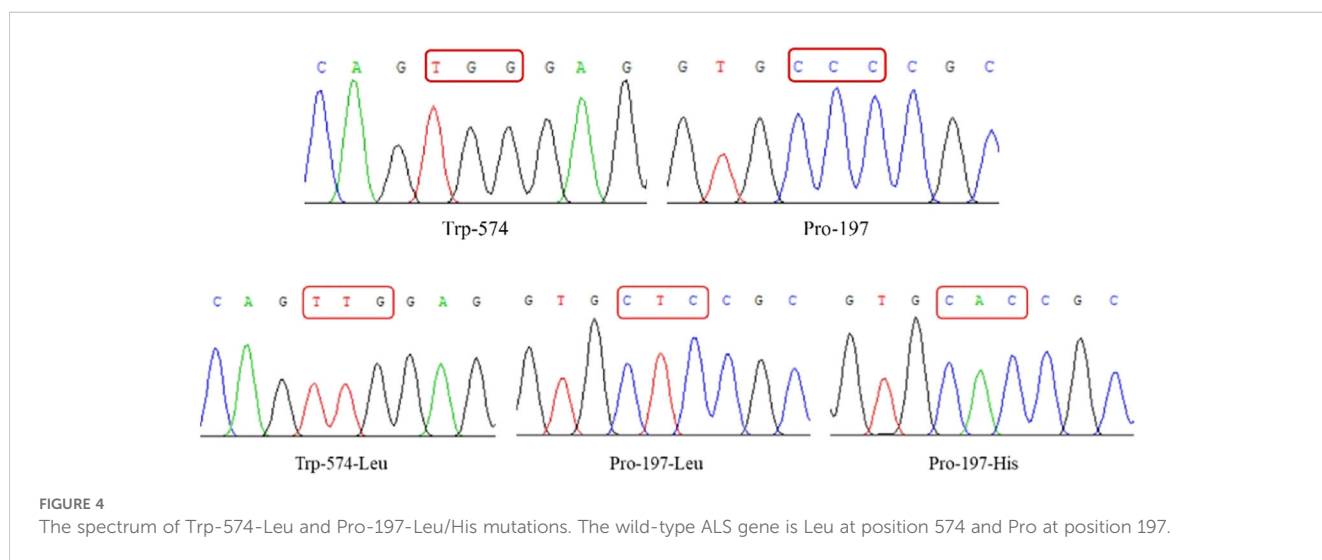 C A G T G G G A G G T G C C C C G C
Trp-574 Pro-197
C A G T T G G A G G T G C T C C G C G T G C A C C G C
Trp-574-Leu Pro-197-Leu Pro-197-His
FIGURE 4
The spectrum of Trp-574-Leu and Pro-197-Leu/His mutations. The wild-type ALS gene is Leu at position 574 and Pro at position 197.